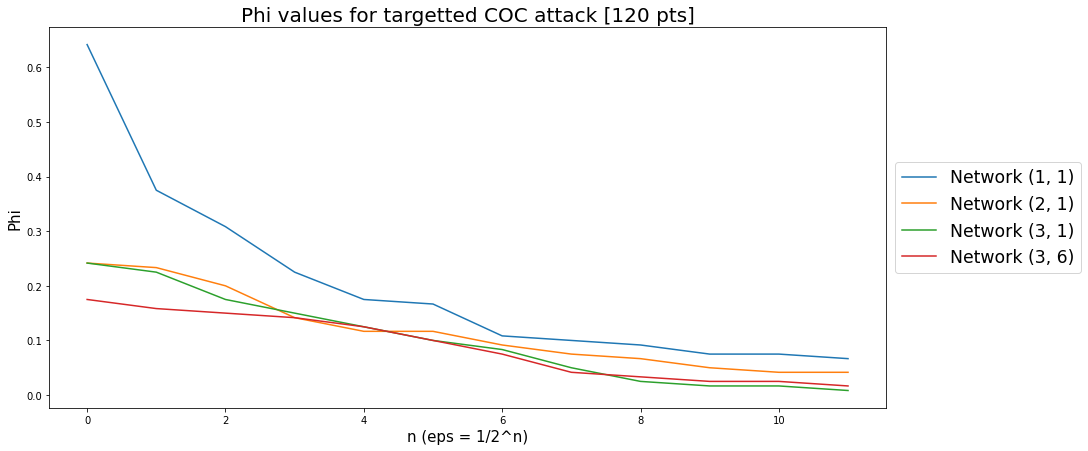 Phi values for targetted COC attack [120 pts]
Phi
0.6
0.5
0.4
0.3
0.2
0.1
0.0
0 2 4 6 8 10
n (eps = 1/2^n)
Network (1, 1)
Network (2, 1)
Network (3, 1)
Network (3, 6)